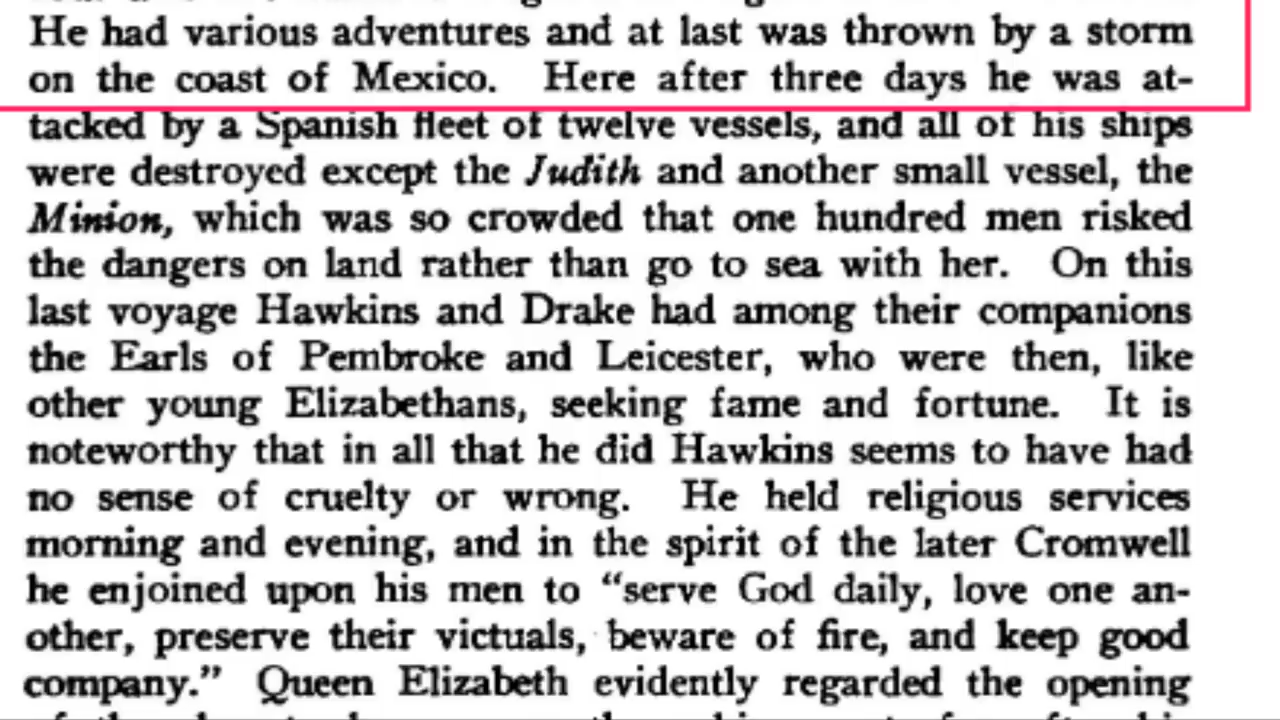 He had various adventures and at last was thrown by a storm
on the coast of Mexico. Here after three days he was at-
tacked by a Spanish fleet of twelve vessels, and all of his ships
were destroyed except the Judith and another small vessel, the
Minion, which was so crowded that one hundred men risked
the dangers on land rather than go to sea with her. On this
last voyage Hawkins and Drake had among their companions
the Earls of Pembroke and Leicester, who were then, like
other young Elizabethans, seeking fame and fortune. It is
noteworthy that in all that he did Hawkins seems to have had
no sense of cruelty or wrong. He held religious services
morning and evening, and in the spirit of the later Cromwell
he enjoined upon his men to “serve God daily, love one an-
other, preserve their victuals, beware of fire, and keep good
company.” Queen Elizabeth evidently regarded the opening